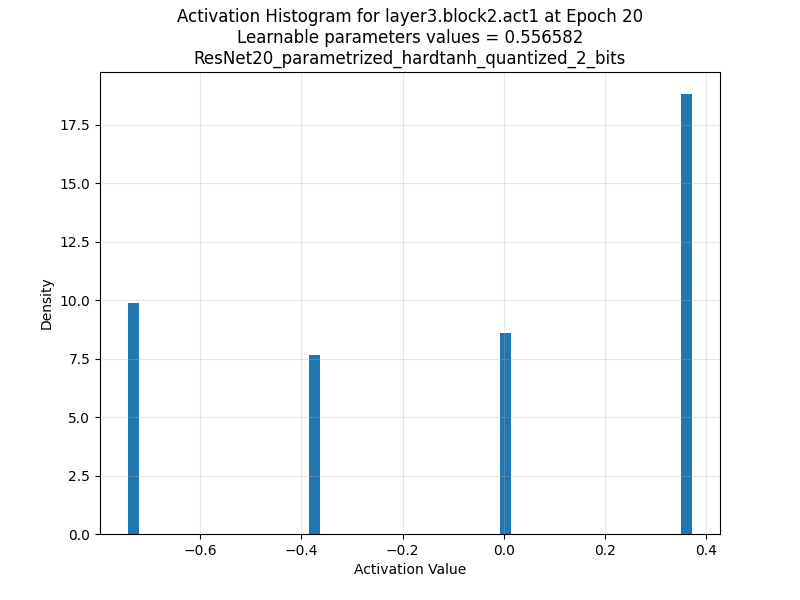 Activation Histogram for layer3.block2.act1 at Epoch 20
Learnable parameters values = 0.556582
ResNet20_parametrized_hardtanh_quantized_2_bits
17.5
15.0
12.5
10.0
7.5
5.0
2.5
0.0
Density
−0.6
−0.4
−0.2
0.0
0.2
0.4
Activation Value